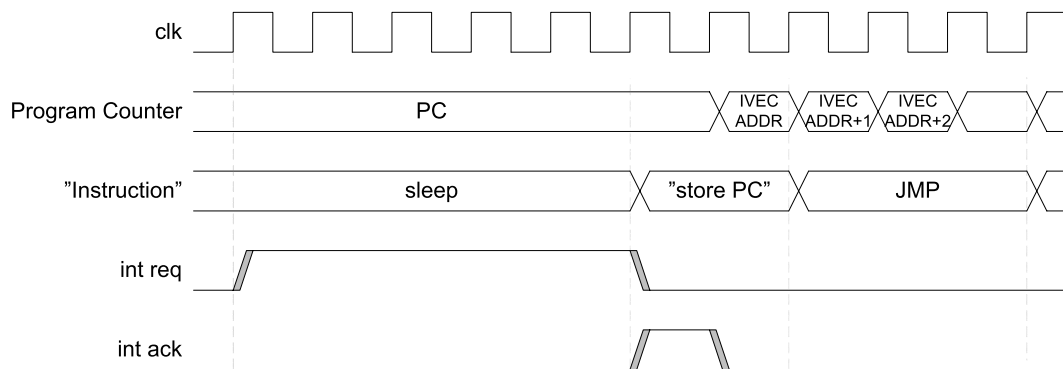 clk
Program Counter
PC
IVEC
ADDR
IVEC
ADDR+1
IVEC
ADDR+2
”Instruction”
sleep
”store PC”
JMP
int req
int ack